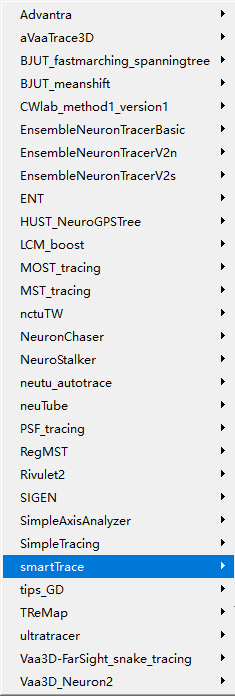 Advantra
aVaaTrace3D
BJUT_fastmarching_spanningtree
BJUT_meanshift
CWlab_method1_version1
EnsembleNeuronTracerBasic
EnsembleNeuronTracerV2n
EnsembleNeuronTracerV2s
ENT
HUST_NeuroGPSTree
LCM_boost
MOST_tracing
MST_tracing
nctuTW
NeuronChaser
NeuroStalker
neutu_autotrace
neuTube
PSF_tracing
RegMST
Rivulet2
SIGEN
SimpleAxisAnalyzer
SimpleTracing
smartTrace
tips_GD
TReMap
ultratracer
Vaa3D-FarSight_snake_tracing
Vaa3D_Neuron2